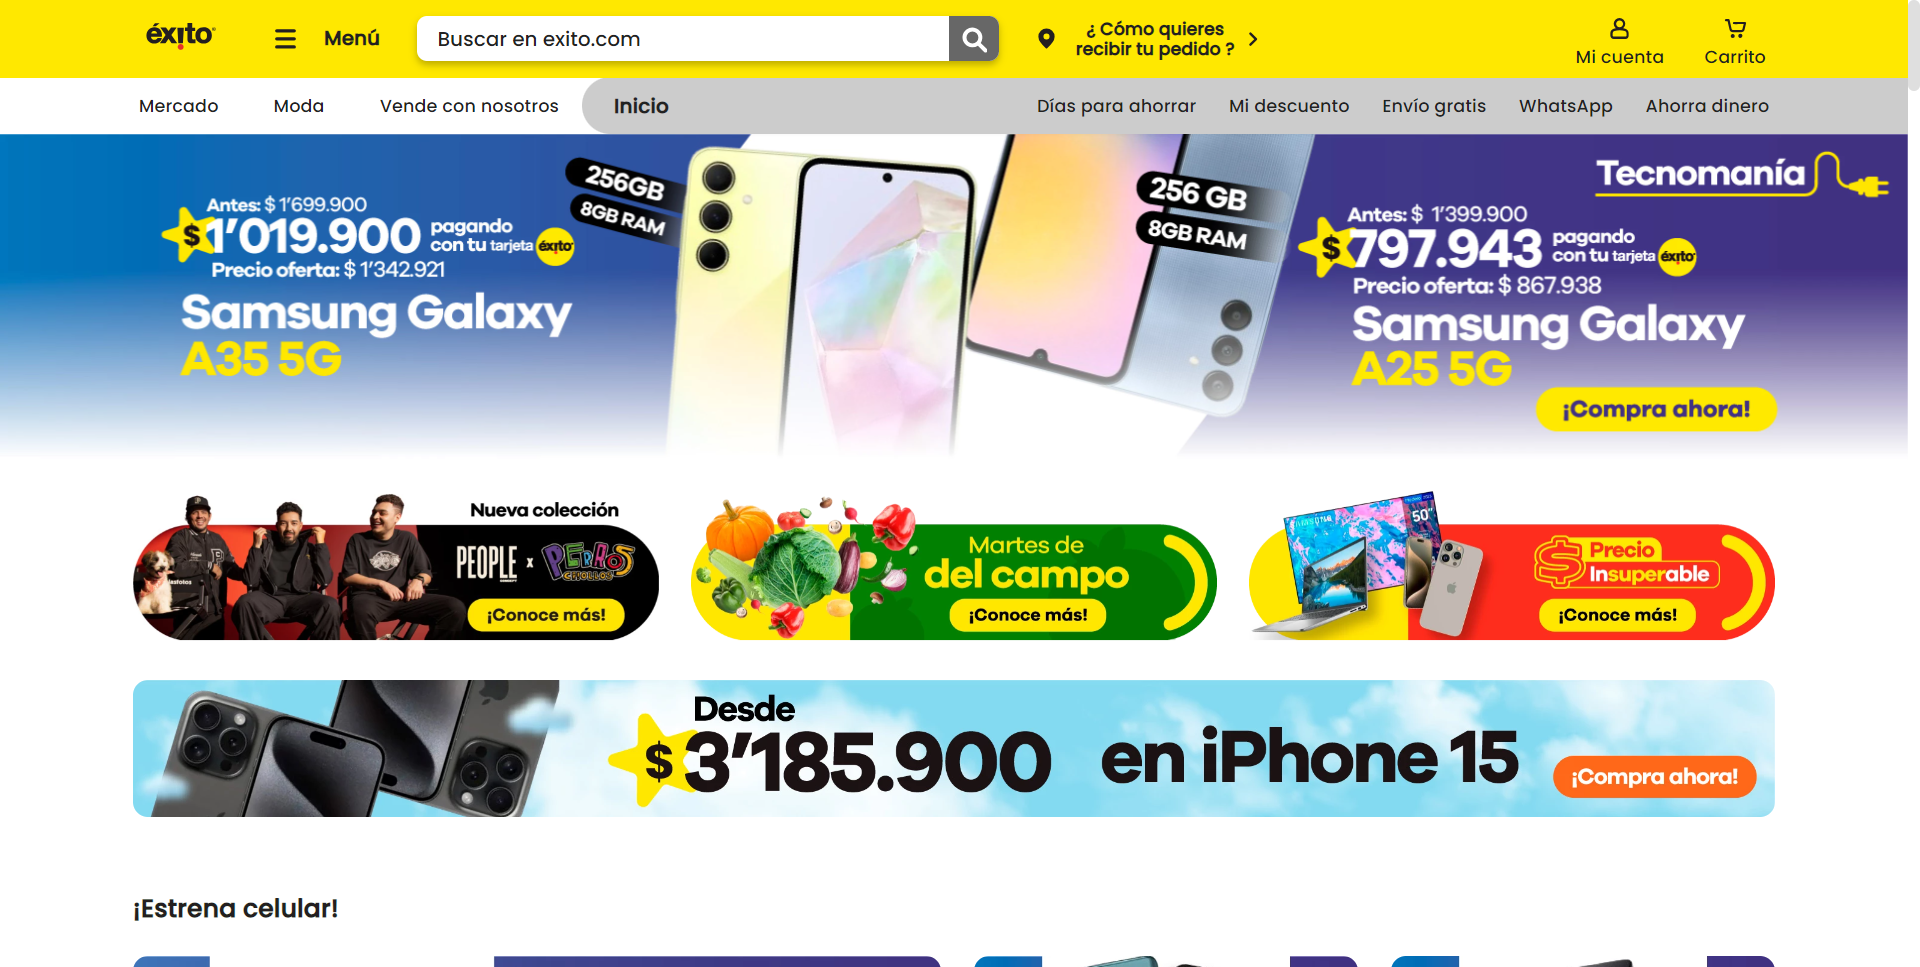 éxito
Menú
Buscar en exito.com
¿ Cómo quieres
recibir tu pedido ?
Mi cuenta
Carrito
Mercado
Moda
Vende con nosotros
Inicio
Días para ahorrar
Mi descuento
Envío gratis
WhatsApp
Ahorra dinero
Antes: $ 1'699.900
$ 1'019.900
pagando
con tu tarjeta éxito
Precio oferta: $ 1'342.921
Samsung Galaxy
A35 5G
256GB
8GB RAM
256 GB
8GB RAM
Tecnomanía
Antes: $ 1'399.900
$ 797.943
pagando
con tu tarjeta éxito
Precio oferta: $ 867.938
Samsung Galaxy
A25 5G
¡Compra ahora!
Nueva colección
PEOPLE x PERROS
CRIOLLOS
¡Conoce más!
Martes de
del campo
¡Conoce más!
SAMSUNG
50"
Precio
Insuperable
¡Conoce más!
Desde
$ 3'185.900 en iPhone 15
¡Compra ahora!
¡Estrena celular!